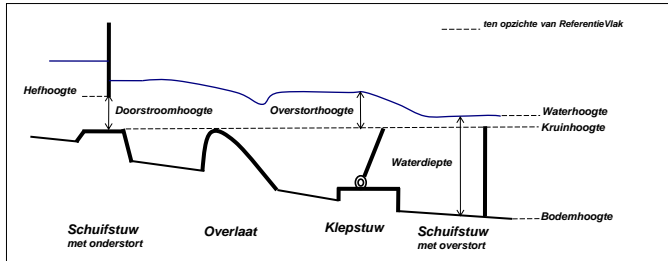 ten opzichte van ReferentieVlak
Hefhoogte
Doorstroomhoogte
Overstorthoogte
Waterhoogte
Kruinhoogte
Waterdiepte
Bodemhoogte
Schuifstuw
met onderstort
Overlaat
Klepstuw
Schuifstuw
met overstort